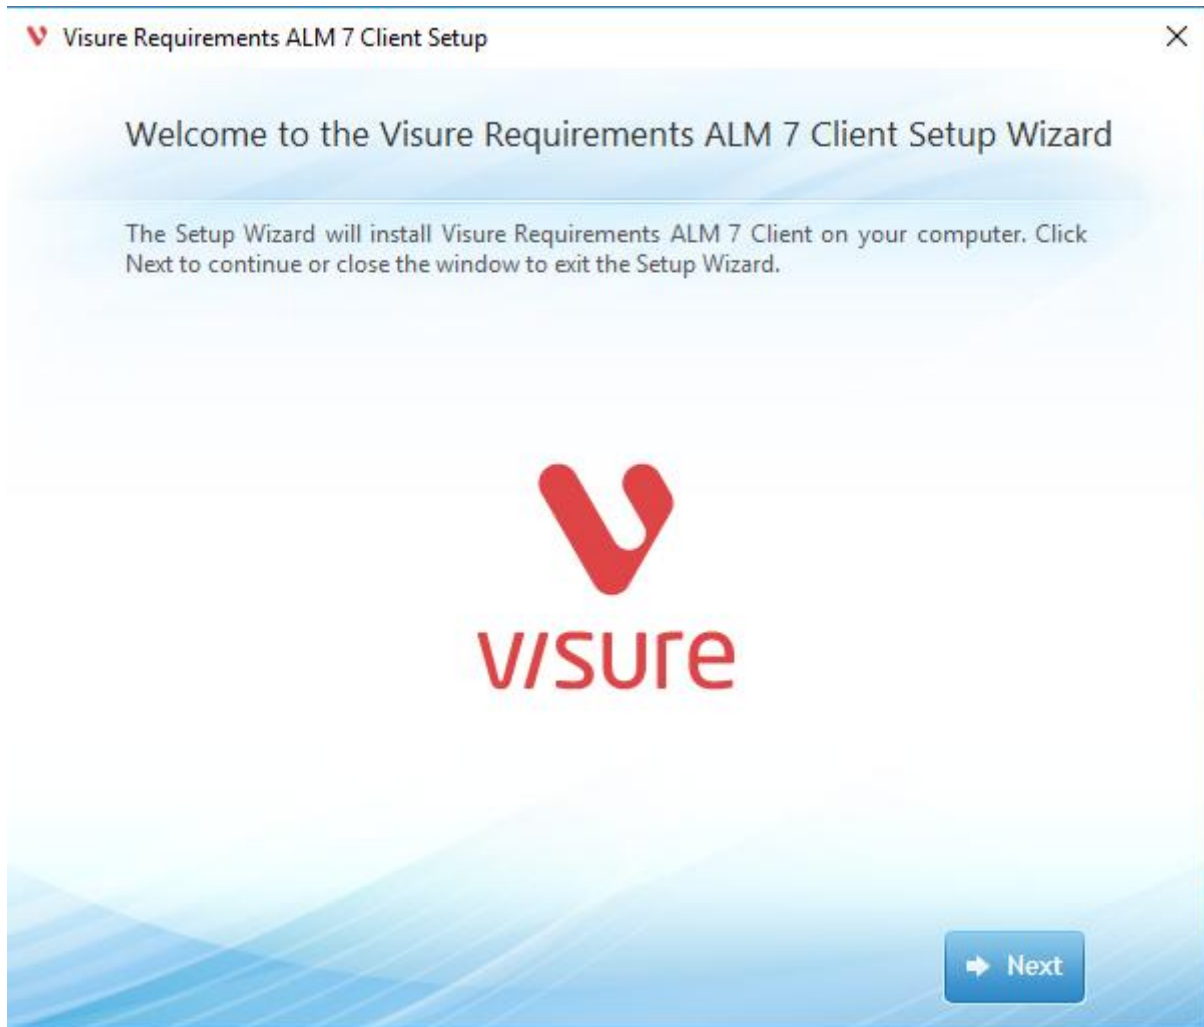 Visure Requirements ALM 7 Client Setup
Welcome to the Visure Requirements ALM 7 Client Setup Wizard
The Setup Wizard will install Visure Requirements ALM 7 Client on your computer. Click
Next to continue or close the window to exit the Setup Wizard.
visure
Next